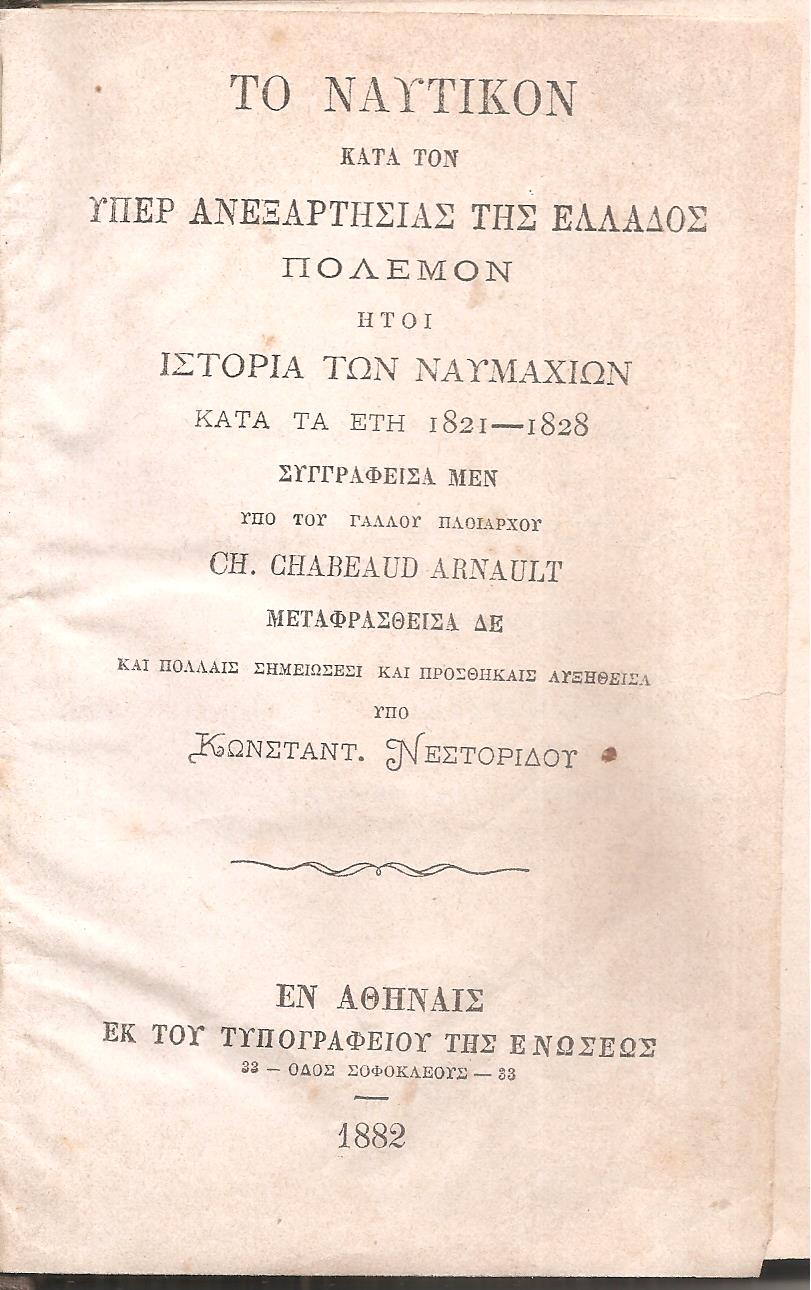 ΤΟ ΝΑΥΤΙΚΟΝ
ΚΑΤΑ ΤΟΝ
ΥΠΕΡ ΑΝΕΞΑΡΤΗΣΙΑΣ ΤΗΣ ΕΛΛΑΔΟΣ
ΠΟΛΕΜΟΝ
ΗΤΟΙ
ΙΣΤΟΡΙΑ ΤΩΝ ΝΑΥΜΑΧΙΩΝ
ΚΑΤΑ ΤΑ ΕΤΗ 1821—1828
ΣΥΓΓΡΑΦΕΙΣΑ ΜΕΝ
ΥΠΟ ΤΟΥ ΓΑΛΛΟΥ ΠΛΟΙΑΡΧΟΥ
CH. CHABEAUD ARNAULT
ΜΕΤΑΦΡΑΣΘΕΙΣΑ ΔΕ
ΚΑΙ ΠΟΛΛΑΙΣ ΣΗΜΕΙΩΣΕΣΙ ΚΑΙ ΠΡΟΣΘΗΚΑΙΣ ΑΥΞΗΘΕΙΣΑ
ΥΠΟ
ΚΩΝΣΤΑΝΤ. ΝΕΣΤΟΡΙΔΟΥ
ΕΝ ΑΘΗΝΑΙΣ
ΕΚ ΤΟΥ ΤΥΠΟΓΡΑΦΕΙΟΥ ΤΗΣ ΕΝΩΣΕΩΣ
33 — ΟΔΟΣ ΣΟΦΟΚΛΕΟΥΣ — 33
1882